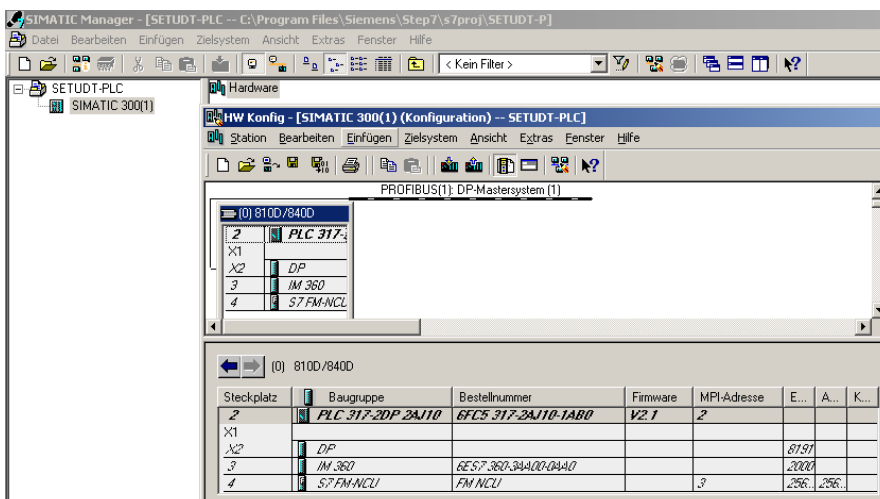 SIMATIC Manager - [SETUDT-PLC -- C:\Program Files\Siemens\Step7\s7proj\SETUDT-P]
Datei Bearbeiten Einfügen Zielsystem Ansicht Extras Fenster Hilfe
< Kein Filter >
SETUDT-PLC
SIMATIC 300(1)
Hardware
HW Konfig - [SIMATIC 300(1) (Konfiguration) -- SETUDT-PLC]
Station Bearbeiten Einfügen Zielsystem Ansicht Extras Fenster Hilfe
PROFIBUS(1): DP-Mastersystem (1)
(0) 810D/840D
2 PLC 317-
X1
X2 DP
3 IM 360
4 S7 FM-NCU
(0) 810D/840D
Steckplatz Baugruppe Bestellnummer Firmware MPI-Adresse E... A... K...
2 PLC 317-2DP 2AJ10 6FC5 317-2AJ10-1AB0 V2.1 2
X1
X2 DP 8191
3 IM 360 6ES7 360-3AA00-0AA0 2000
4 S7 FM-NCU FM NCU 3 256... 256...